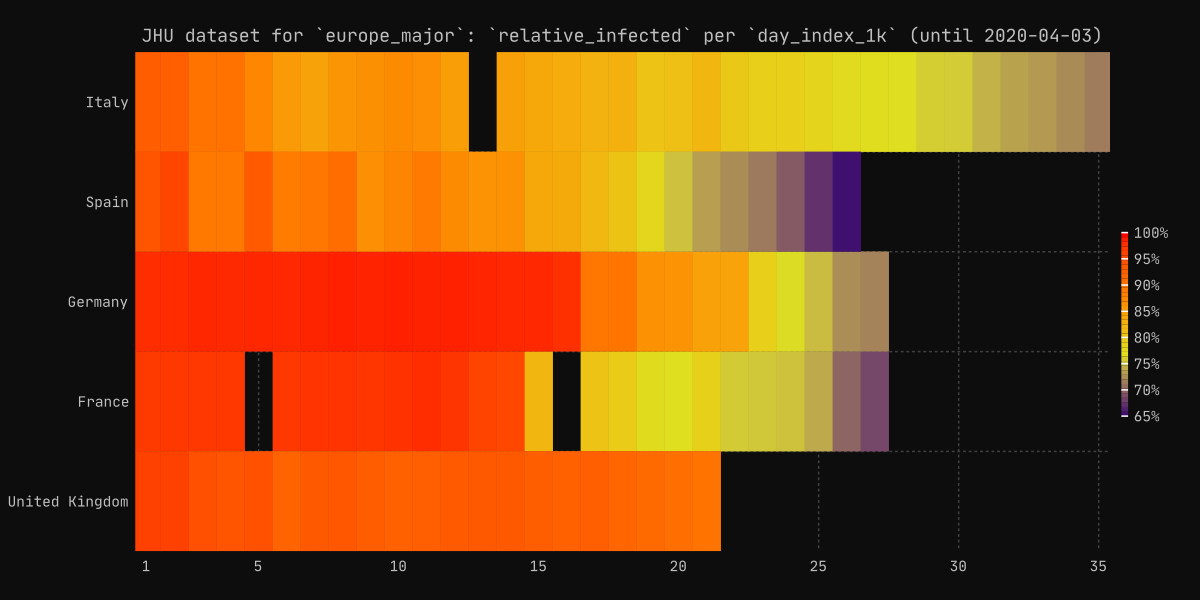 JHU dataset for `europe_major`: `relative_infected` per `day_index_1k` (until 2020-04-03)
Italy
Spain
Germany
France
United Kingdom
1 5 10 15 20 25 30 35
100%
95%
90%
85%
80%
75%
70%
65%